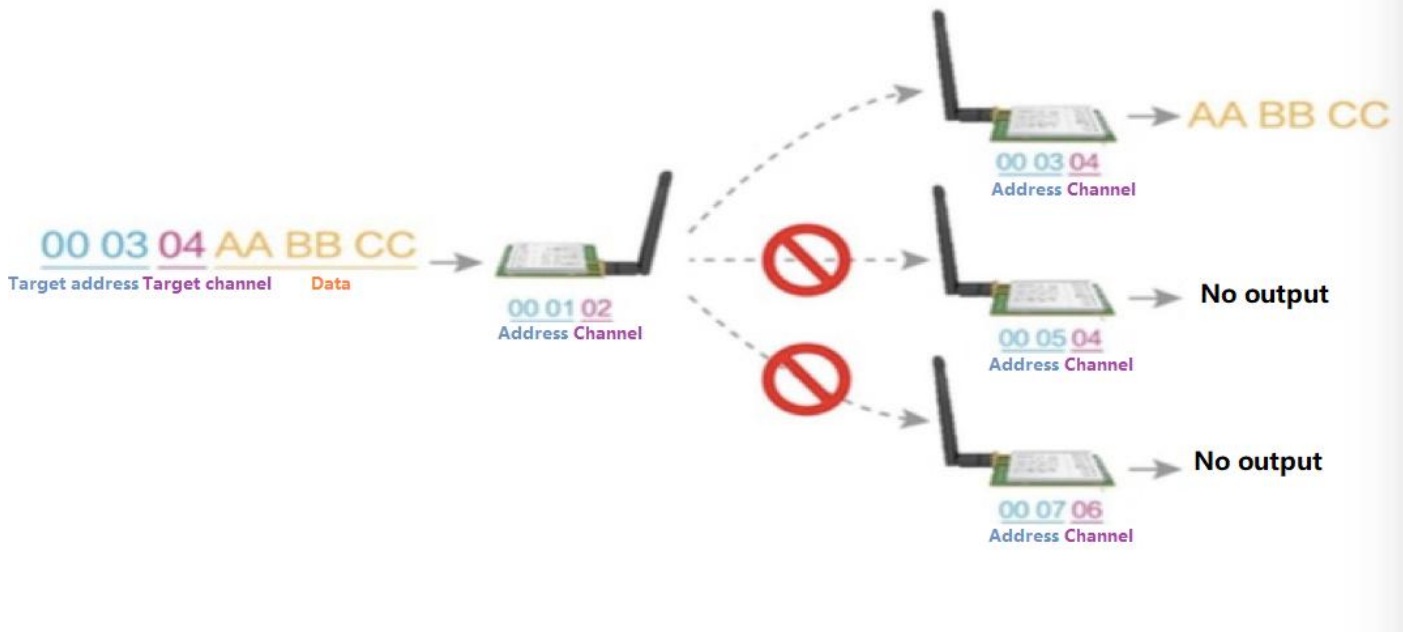 00 03 04 AA BB CC
Target address Target channel Data
00 01 02
Address Channel
00 03 04
Address Channel
AA BB CC
00 05 04
Address Channel
No output
00 07 06
Address Channel
No output